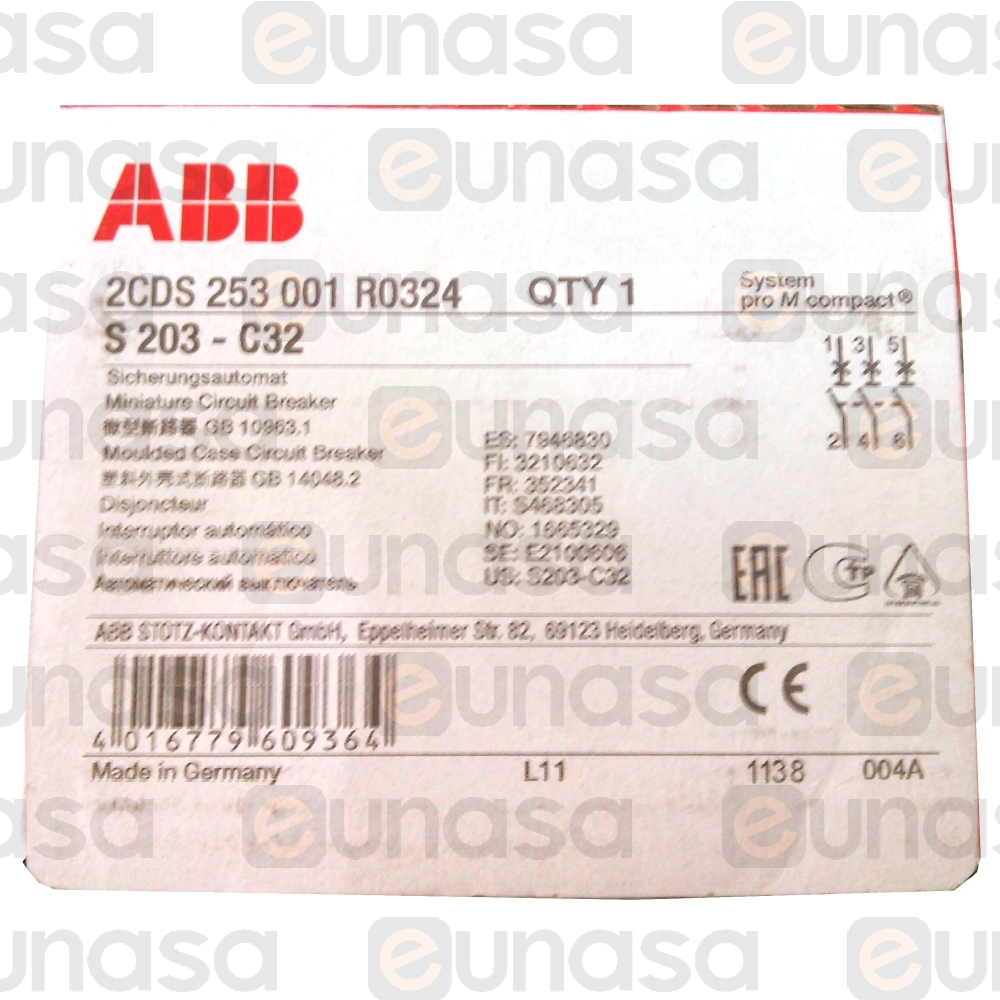 ABB
2CDS 253 001 R0324 QTY 1
System
pro M compact®
S 203 - C32
1 3 5
2 4 6
Sicherungsautomat
Miniature Circuit Breaker
微型断路器 GB 10963.1
Moulded Case Circuit Breaker
塑料外壳式断路器 GB 14048.2
Disjoncteur
Interruptor automático
Interruttore automatico
Автоматический выключатель
ES: 7946830
FI: 3210632
FR: 352341
IT: S468305
NO: 1665329
SE: E2100606
US: S203-C32
EAC
ABB STOTZ-KONTAKT GmbH, Eppelheimer Str. 82, 69123 Heidelberg, Germany
CE
4 016779 609364
Made in Germany L11 1138 004A
eunasa